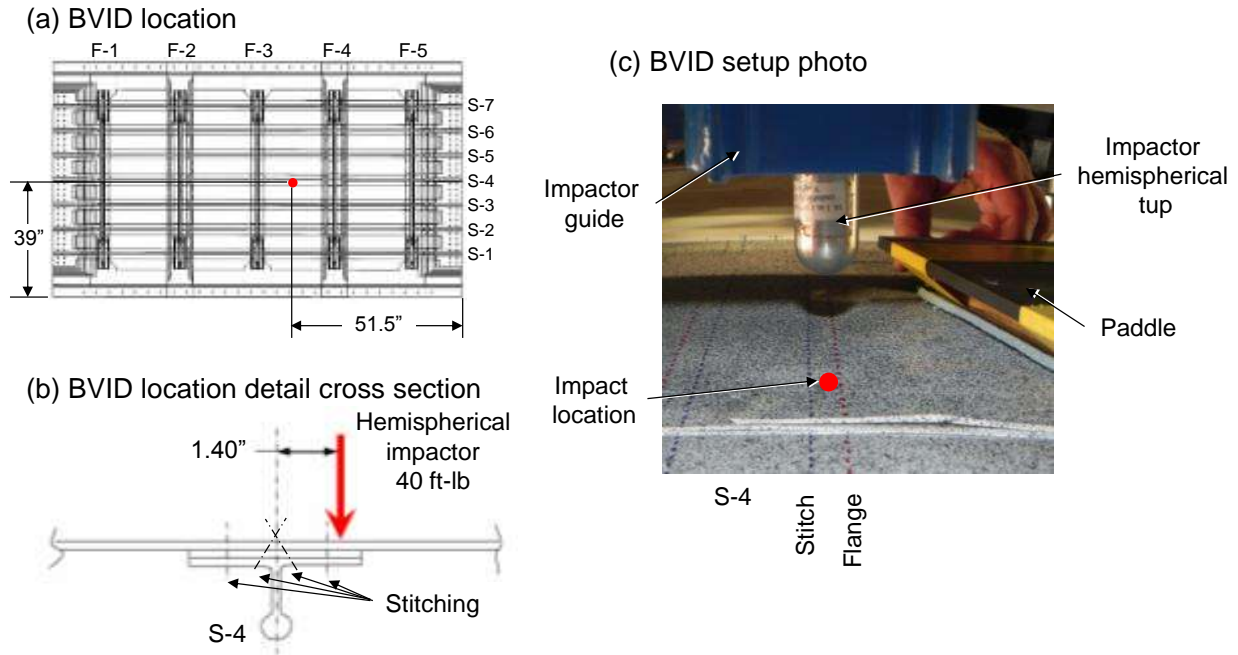 (a) BVID location
F-1 F-2 F-3 F-4 F-5
S-7
S-6
S-5
S-4
S-3
S-2
S-1
39"
51.5"
(b) BVID location detail cross section
1.40"
Hemispherical
impactor
40 ft-lb
Stitching
S-4
(c) BVID setup photo
Impactor
guide
Impactor
hemispherical
tup
Paddle
Impact
location
S-4
Stitch
Flange